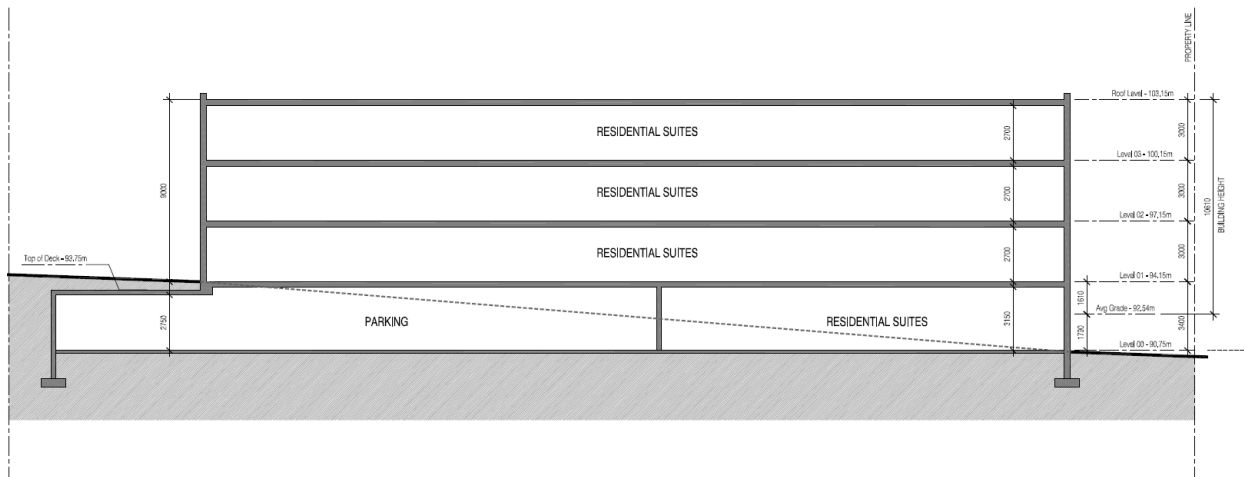 PROPERTY LINE
Roof Level - 103.15m
RESIDENTIAL SUITES
2700
3000
Level 03 - 100.15m
9000
RESIDENTIAL SUITES
2700
3000
10610
BUILDING HEIGHT
Level 02 - 97.15m
RESIDENTIAL SUITES
2700
3000
Top of Deck - 93.75m
Level 01 - 94.15m
1610
Avg Grade - 92.54m
2750
PARKING
RESIDENTIAL SUITES
3150
1790
3400
Level 00 - 90.75m